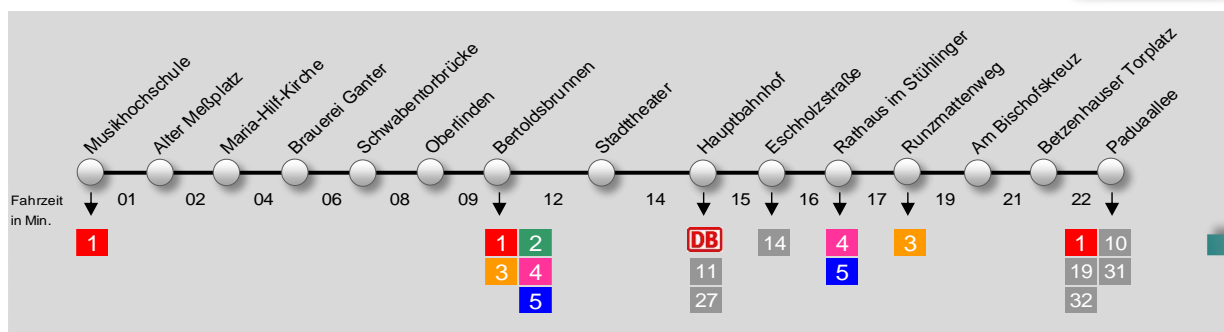 Musikhochschule
Alter Meßplatz
Maria-Hilf-Kirche
Brauerei Ganter
Schwabentorbrücke
Oberlinden
Bertoldsbrunnen
Stadttheater
Hauptbahnhof
Eschholzstraße
Rathaus im Stühlinger
Runzmattenweg
Am Bischofskreuz
Betzenhauser Torplatz
Paduaallee
Fahrzeit
in Min.
01 02 04 06 08 09 12 14 15 16 17 19 21 22
1 1 2 DB 14 4 3 1 10
3 4 11 5 19 31
5 27 32